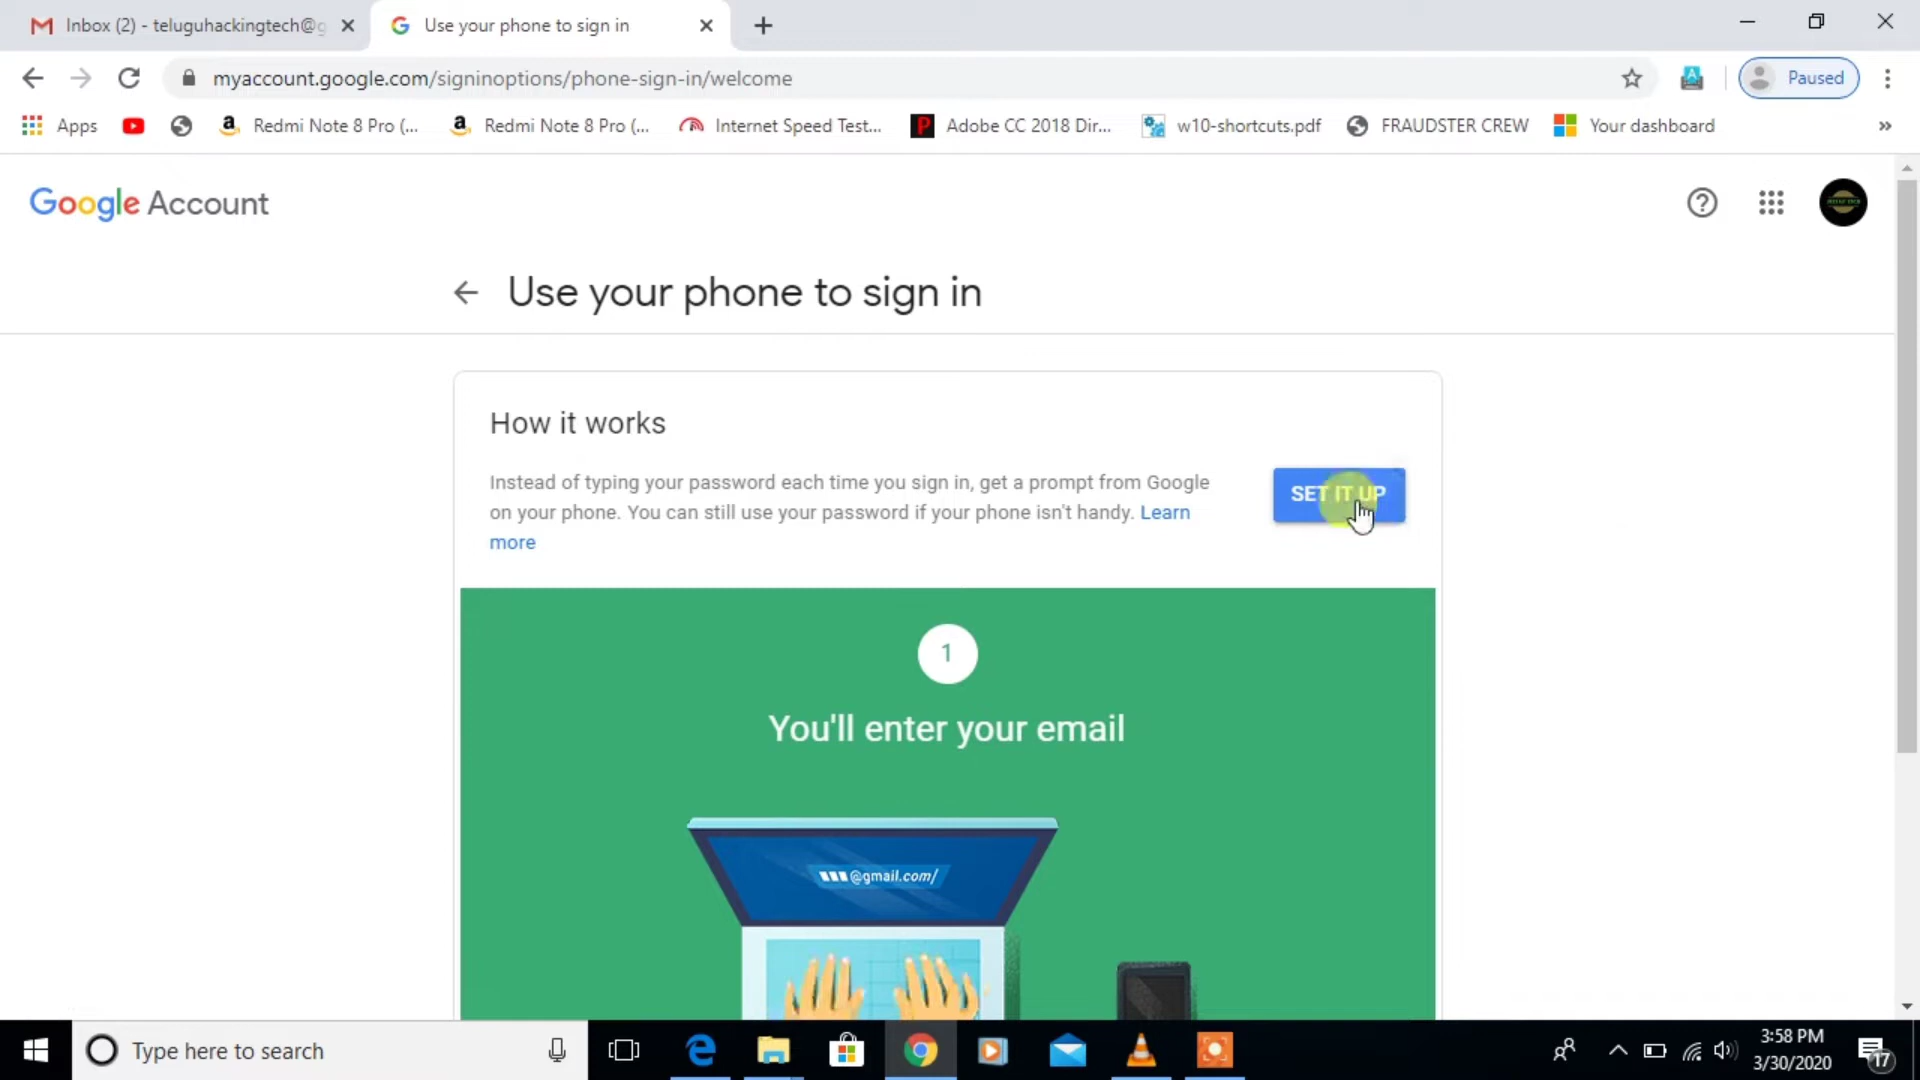 Inbox (2) - teluguhackingtech@g
Use your phone to sign in
myaccount.google.com/signinoptions/phone-sign-in/welcome
Paused
Apps
Redmi Note 8 Pro (...
Redmi Note 8 Pro (...
Internet Speed Test...
Adobe CC 2018 Dir...
w10-shortcuts.pdf
FRAUDSTER CREW
Your dashboard
»
Google Account
Use your phone to sign in
How it works
Instead of typing your password each time you sign in, get a prompt from Google
on your phone. You can still use your password if your phone isn't handy. Learn
more
SET IT UP
1
You'll enter your email
@gmail.com/
Type here to search
3:58 PM
3/30/2020
17